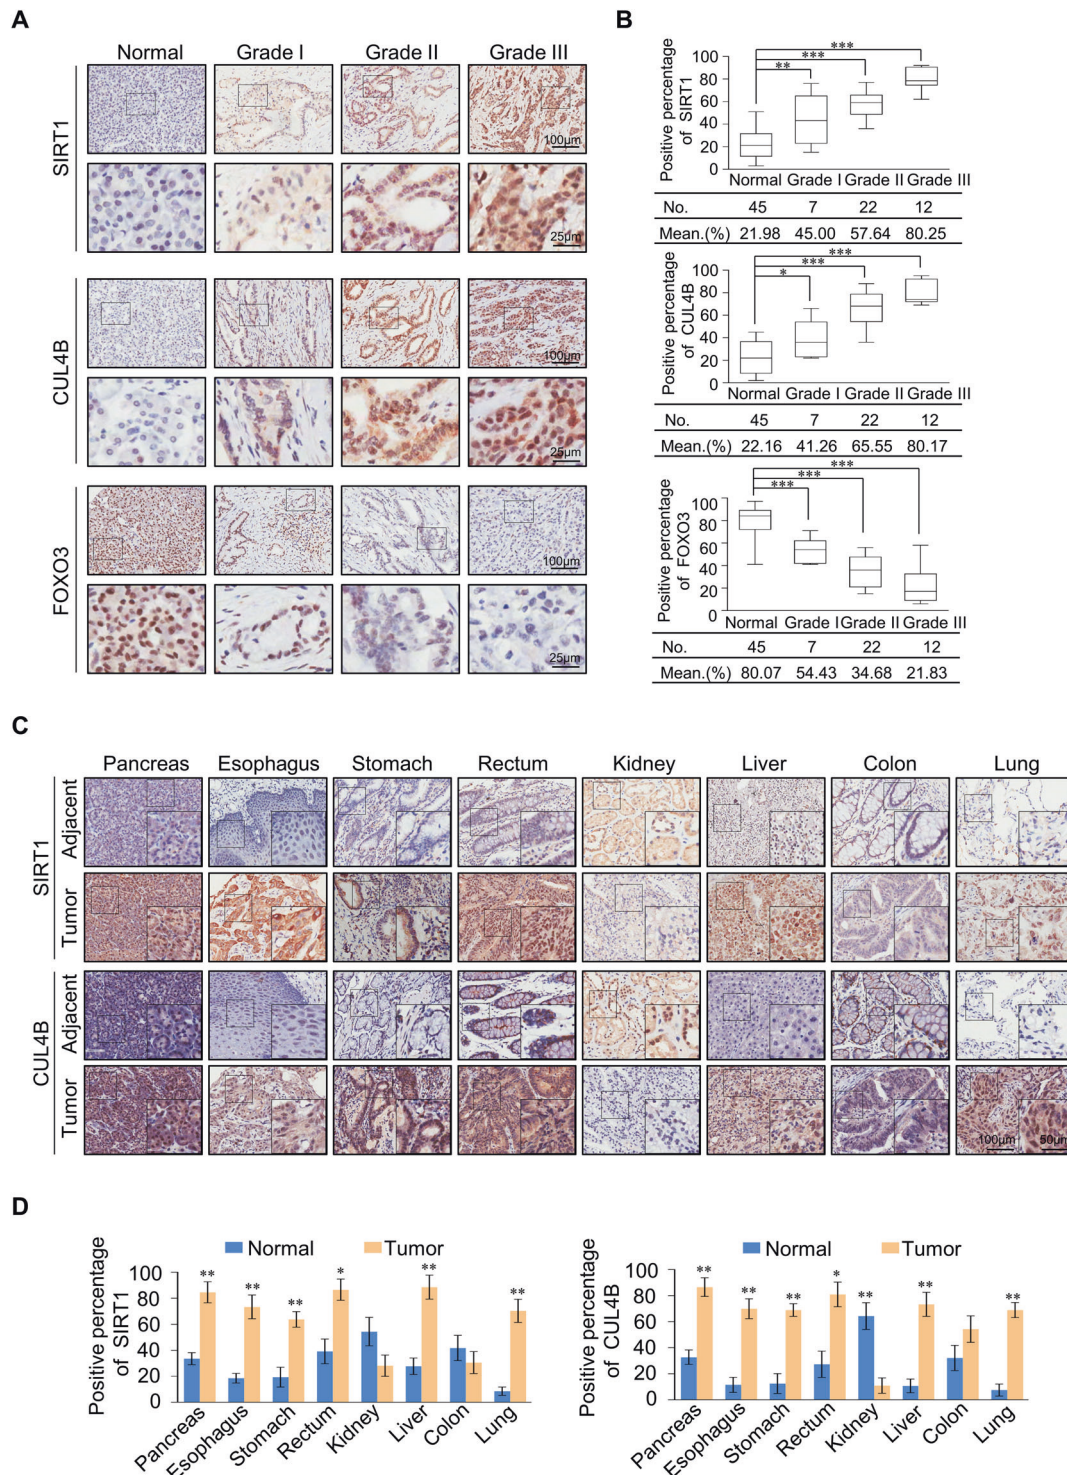 A
Normal Grade I Grade II Grade III
SIRT1
100μm
25μm
CUL4B
100μm
25μm
FOXO3
100μm
25μm
B
Positive percentage
of SIRT1
100
80
60
40
20
0
** *** ***
Normal Grade I Grade II Grade III
No. 45 7 22 12
Mean.(%) 21.98 45.00 57.64 80.25
Positive percentage
of CUL4B
100
80
60
40
20
0
* *** ***
Normal Grade I Grade II Grade III
No. 45 7 22 12
Mean.(%) 22.16 41.26 65.55 80.17
Positive percentage
of FOXO3
100
80
60
40
20
0
*** *** ***
Normal Grade I Grade II Grade III
No. 45 7 22 12
Mean.(%) 80.07 54.43 34.68 21.83
C
Pancreas Esophagus Stomach Rectum Kidney Liver Colon Lung
SIRT1
Adjacent
Tumor
CUL4B
Adjacent
Tumor
100μm 50μm
D
Normal Tumor
Positive percentage
of SIRT1
100
80
60
40
20
0
** ** ** * ** **
Pancreas Esophagus Stomach Rectum Kidney Liver Colon Lung
Normal Tumor
Positive percentage
of CUL4B
100
80
60
40
20
0
** ** ** * ** ** **
Pancreas Esophagus Stomach Rectum Kidney Liver Colon Lung